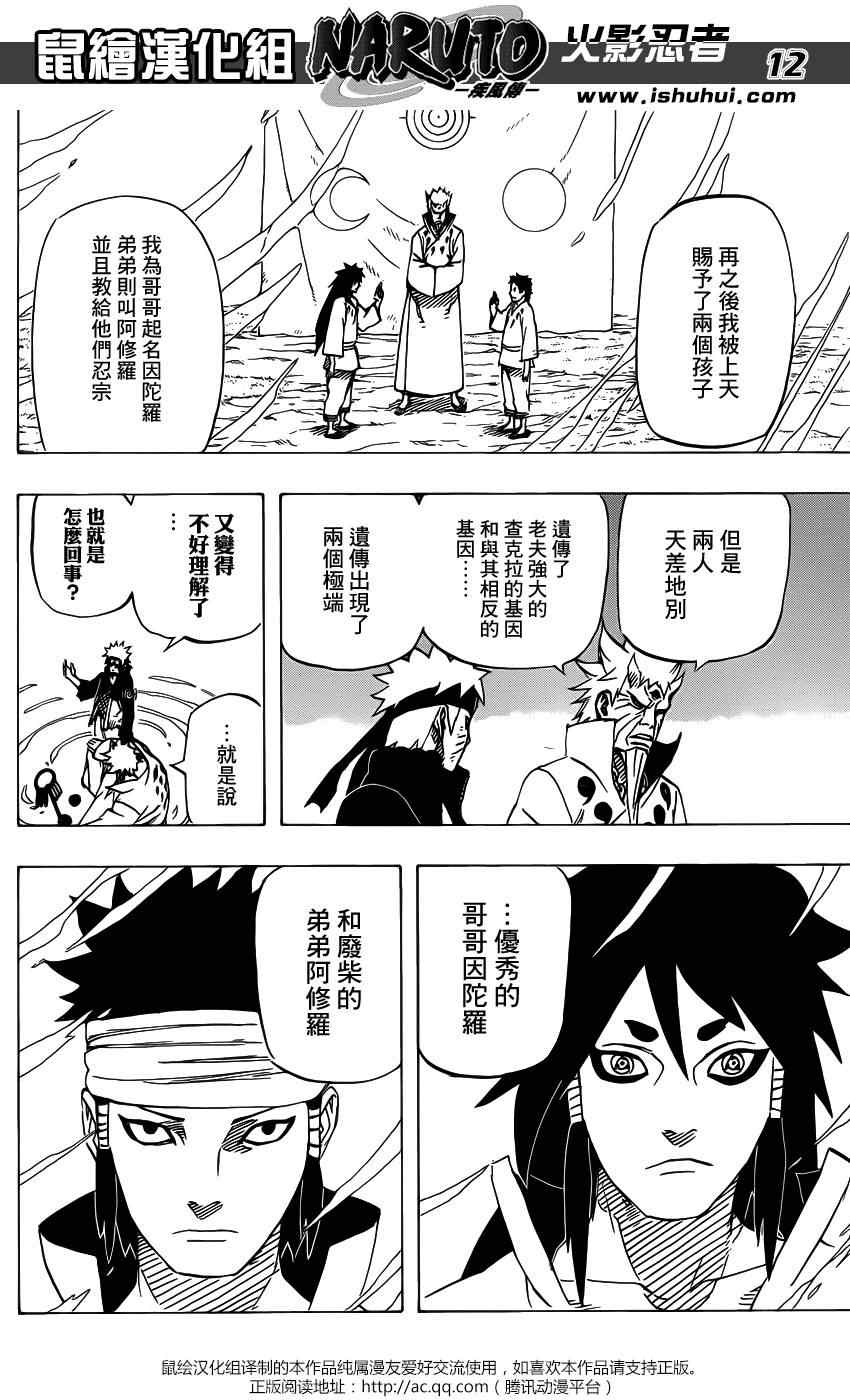 鼠繪漢化組
NARUTO
—疾風傳—
火影忍者
12
www.ishuhui.com
再之後我被上天
賜予了兩個孩子
我為哥哥起名因陀羅
弟弟則叫阿修羅
並且教給他們忍宗
但是
兩人
天差地別
遺傳了
老夫強大的
查克拉的基因
和與其相反的
基因……
遺傳出現了
兩個極端
又變得
不好理解了
…
也就是
怎麼回事？
…就是說
…優秀的
哥哥因陀羅
和廢柴的
弟弟阿修羅
鼠绘汉化组译制的本作品纯属漫友爱好交流使用，如喜欢本作品请支持正版。
正版阅读地址：http://ac.qq.com（腾讯动漫平台）